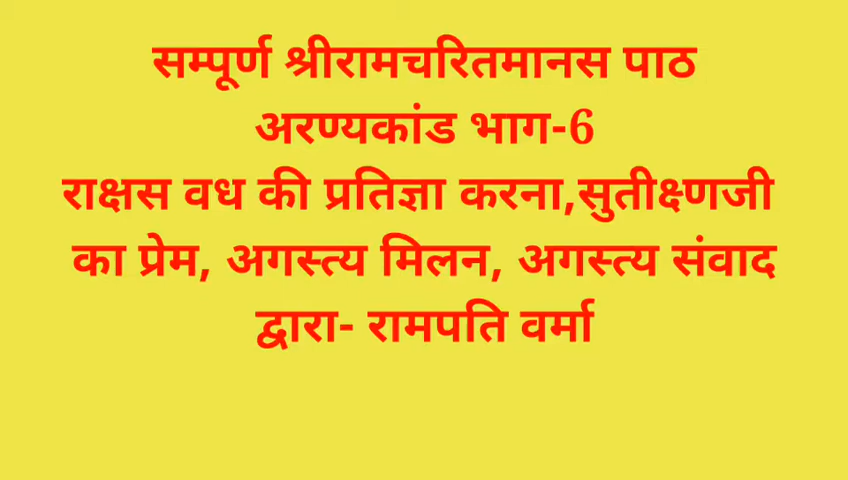 सम्पूर्ण श्रीरामचरितमानस पाठ
अरण्यकांड भाग-6
राक्षस वध की प्रतिज्ञा करना,सुतीक्ष्णजी
का प्रेम, अगस्त्य मिलन, अगस्त्य संवाद
द्वारा- रामपति वर्मा